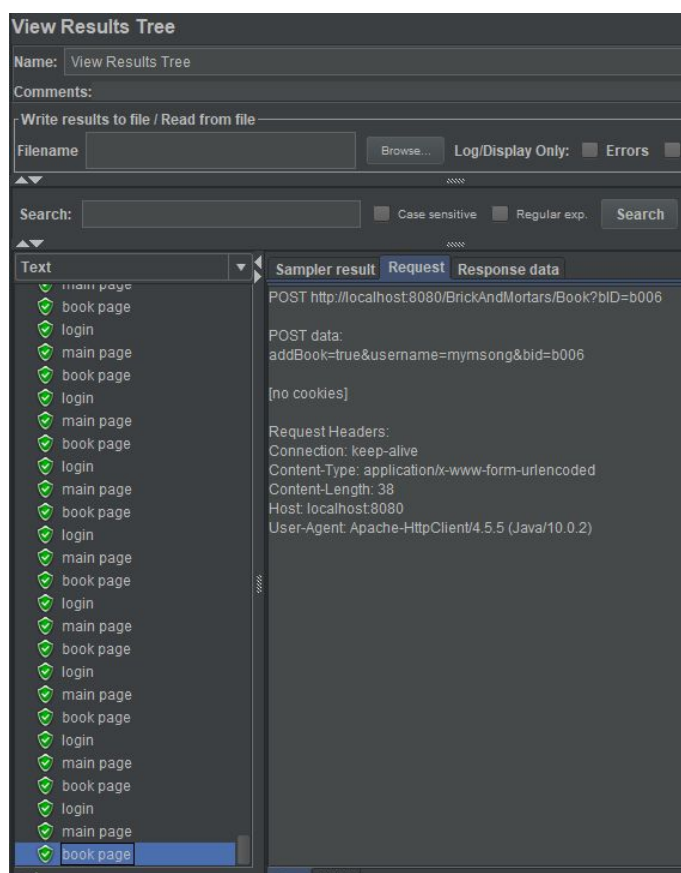 View Results Tree
Name: View Results Tree
Comments:
Write results to file / Read from file
Filename Browse... Log/Display Only: Errors
Search: Case sensitive Regular exp. Search
Text
Sampler result Request Response data
main page
book page
login
main page
book page
login
main page
book page
login
main page
book page
login
main page
book page
login
main page
book page
login
main page
book page
login
main page
book page
login
main page
book page
POST http://localhost:8080/BrickAndMortars/Book?bID=b006
POST data:
addBook=true&username=mymsong&bid=b006
[no cookies]
Request Headers:
Connection: keep-alive
Content-Type: application/x-www-form-urlencoded
Content-Length: 38
Host: localhost:8080
User-Agent: Apache-HttpClient/4.5.5 (Java/10.0.2)